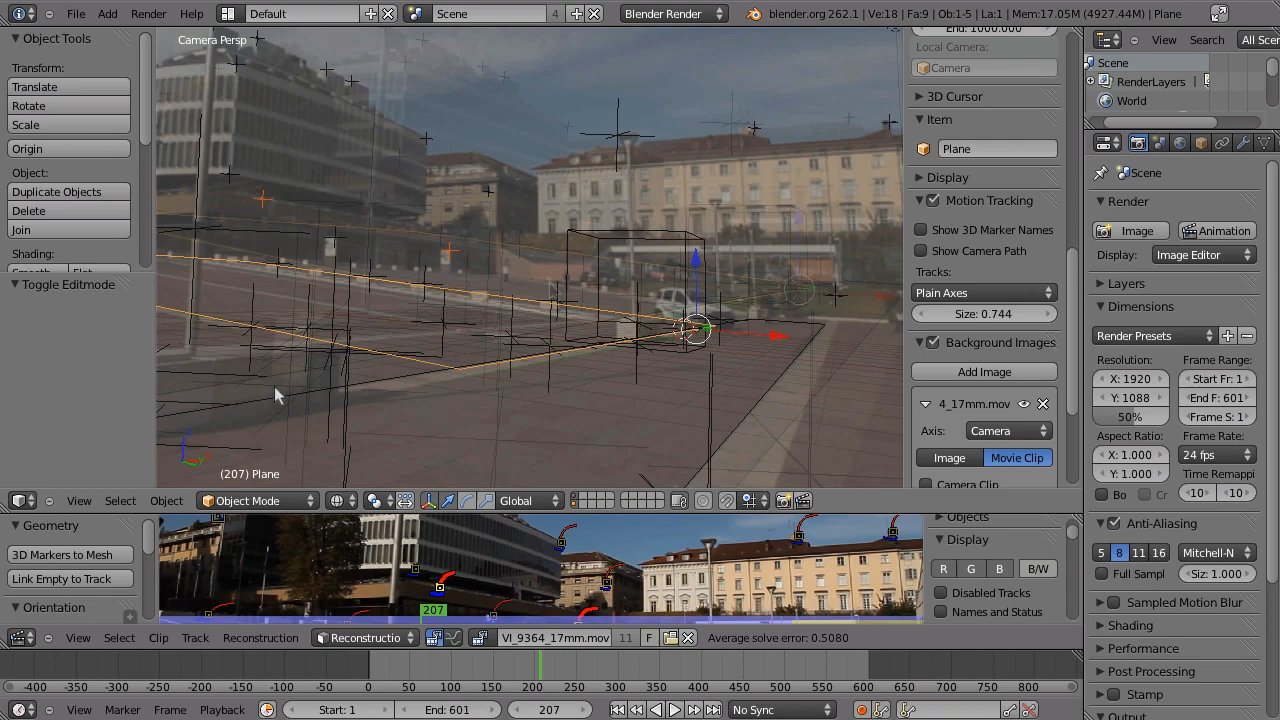 File Add Render Help Default Scene 4 Blender Render blender.org 262.1 | Ve:18 | Fa:9 | Ob:1-5 | La:1 | Mem:17.05M (4927.44M) | Plane
Object Tools
Transform:
Translate
Rotate
Scale
Origin
Object:
Duplicate Objects
Delete
Join
Shading:
Toggle Editmode
Camera Persp
(207) Plane
End: 1000.000
Local Camera:
Camera
3D Cursor
Item
Plane
Display
Motion Tracking
Show 3D Marker Names
Show Camera Path
Tracks:
Plain Axes
Size: 0.744
Background Images
Add Image
4_17mm.mov
Axis: Camera
Image Movie Clip
Camera Clip
View Search All Scen
Scene
RenderLayers
World
Scene
Render
Image Animation
Display: Image Editor
Layers
Dimensions
Render Presets
Resolution: Frame Range:
X: 1920 Start Fr: 1
Y: 1088 End F: 601
50% Frame S: 1
Aspect Ratio: Frame Rate:
X: 1.000 24 fps
Y: 1.000 Time Remappi
Bo Cr 10 10
Anti-Aliasing
5 8 11 16 Mitchell-N
Full Sampl Siz: 1.000
Sampled Motion Blur
Shading
Performance
Post Processing
Stamp
Output
View Select Object Object Mode Global
Geometry
3D Markers to Mesh
Link Empty to Track
Orientation
207
Objects
Display
R G B B/W
Disabled Tracks
Names and Status
View Select Clip Track Reconstruction Reconstructio VI_9364_17mm.mov 11 F Average solve error: 0.5080
-400 -350 -300 -250 -200 -150 -100 -50 0 50 100 150 200 250 300 350 400 450 500 550 600 650 700 750 800
View Marker Frame Playback Start: 1 End: 601 207 No Sync